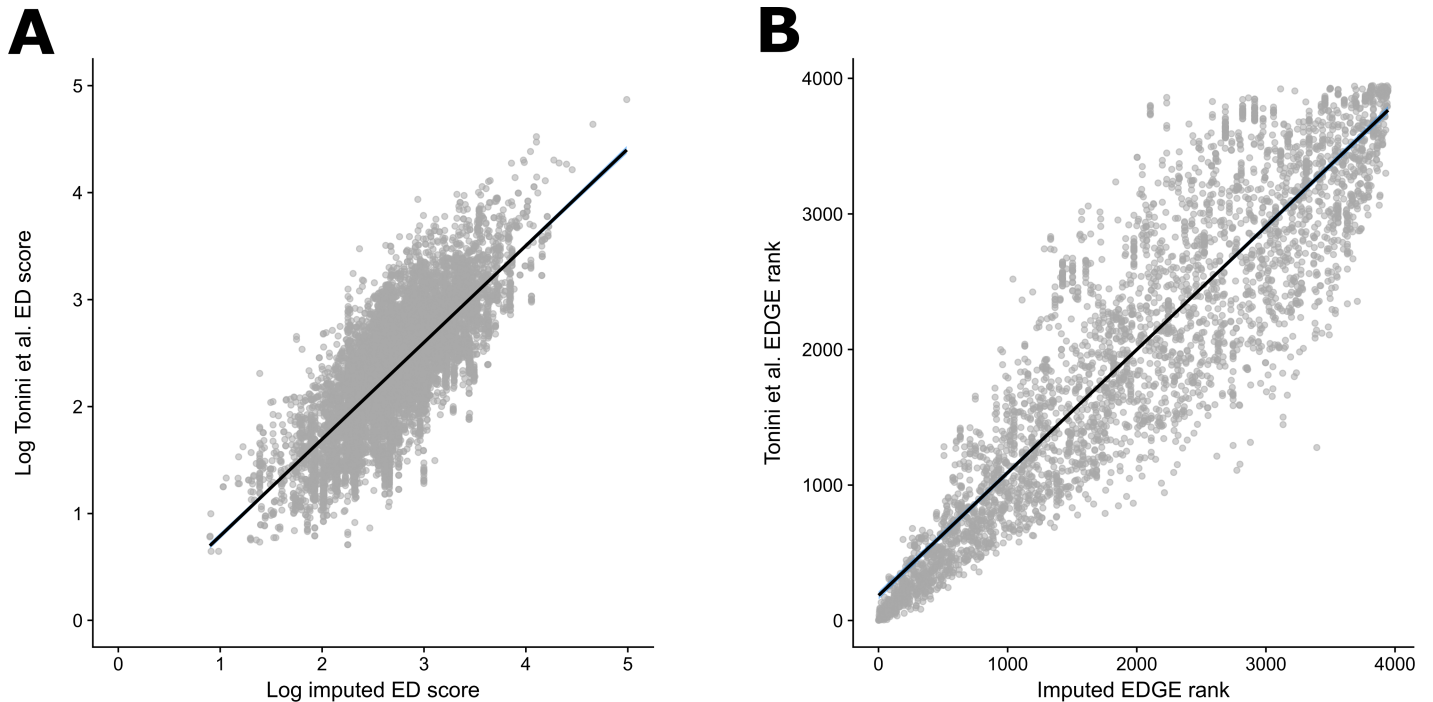 A
5
4
3
2
1
0
Log Tonini et al. ED score
0 1 2 3 4 5
Log imputed ED score
B
4000
3000
2000
1000
0
Tonini et al. EDGE rank
0 1000 2000 3000 4000
Imputed EDGE rank